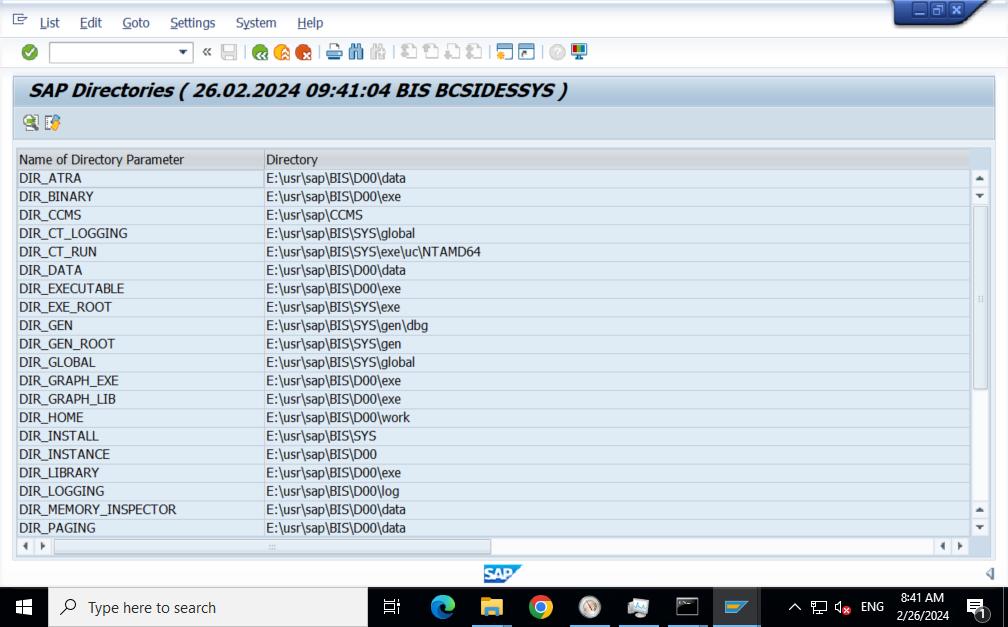 List Edit Goto Settings System Help
SAP Directories ( 26.02.2024 09:41:04 BIS BCSIDESSYS )
Name of Directory Parameter Directory
DIR_ATRA E:\usr\sap\BIS\D00\data
DIR_BINARY E:\usr\sap\BIS\D00\exe
DIR_CCMS E:\usr\sap\CCMS
DIR_CT_LOGGING E:\usr\sap\BIS\SYS\global
DIR_CT_RUN E:\usr\sap\BIS\SYS\exe\uc\NTAMD64
DIR_DATA E:\usr\sap\BIS\D00\data
DIR_EXECUTABLE E:\usr\sap\BIS\D00\exe
DIR_EXE_ROOT E:\usr\sap\BIS\SYS\exe
DIR_GEN E:\usr\sap\BIS\SYS\gen\dbg
DIR_GEN_ROOT E:\usr\sap\BIS\SYS\gen
DIR_GLOBAL E:\usr\sap\BIS\SYS\global
DIR_GRAPH_EXE E:\usr\sap\BIS\D00\exe
DIR_GRAPH_LIB E:\usr\sap\BIS\D00\exe
DIR_HOME E:\usr\sap\BIS\D00\work
DIR_INSTALL E:\usr\sap\BIS\SYS
DIR_INSTANCE E:\usr\sap\BIS\D00
DIR_LIBRARY E:\usr\sap\BIS\D00\exe
DIR_LOGGING E:\usr\sap\BIS\D00\log
DIR_MEMORY_INSPECTOR E:\usr\sap\BIS\D00\data
DIR_PAGING E:\usr\sap\BIS\D00\data
SAP
Type here to search ENG 8:41 AM
2/26/2024 1